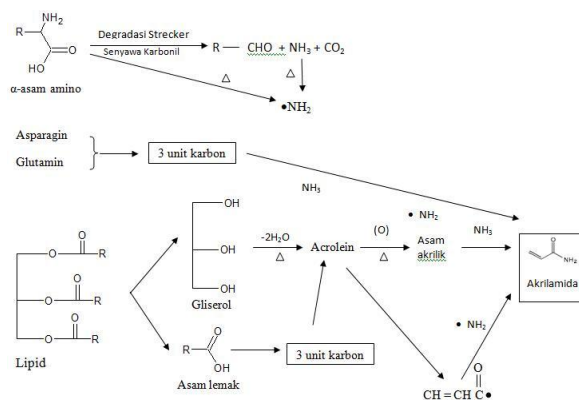 NH₂
R
O
HO
α-asam amino
Degradasi Strecker
Senyawa Karbonil
R — CHO + NH₃ + CO₂
△
△
•NH₂
Asparagin
Glutamin
3 unit karbon
NH₃
OH
OH
OH
Gliserol
-2H₂O
△
Acrolein
(O)
△
• NH₂
Asam
akrilik
NH₃
O
NH₂
Akrilamida
O
O
R
O
O
R
O
O
R
Lipid
O
R
OH
Asam lemak
3 unit karbon
• NH₂
O
CH = CH C•